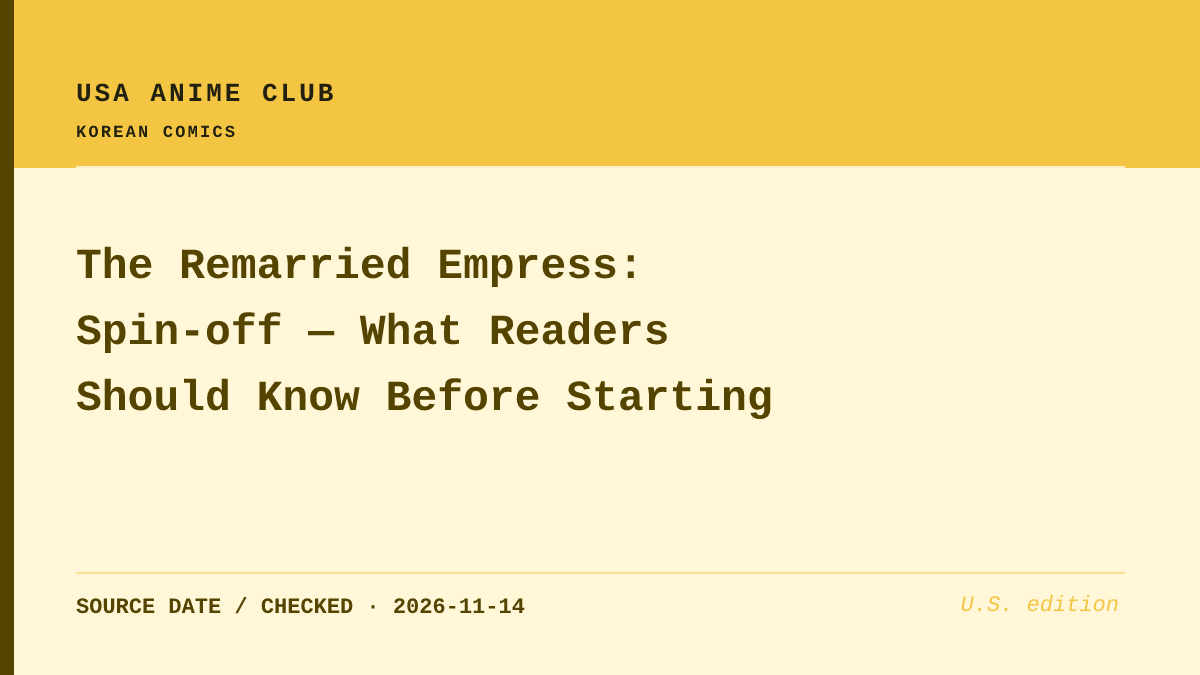 USA ANIME CLUB
KOREAN COMICS
The Remarried Empress:
Spin-off — What Readers
Should Know Before Starting
SOURCE DATE / CHECKED · 2026-11-14
U.S. edition